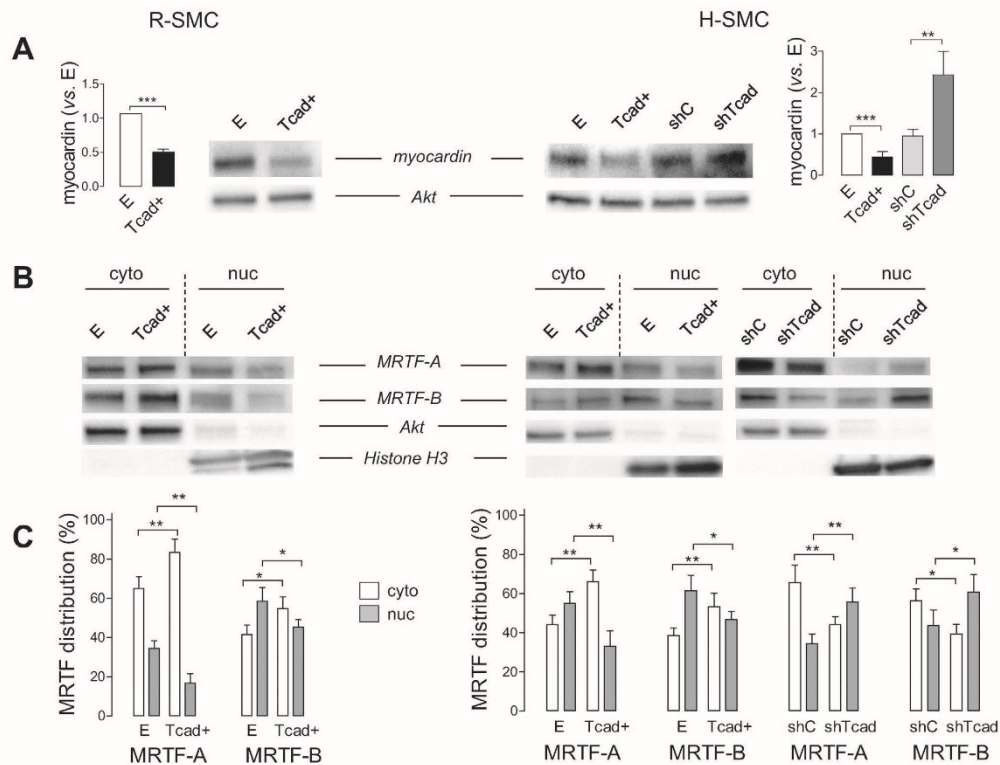 R-SMC
H-SMC
A
myocardin (vs. E)
1.5
1.0
0.5
0.0
***
E
Tcad+
E
Tcad+
myocardin
Akt
E
Tcad+
shC
shTcad
myocardin (vs. E)
3
2
1
0
***
**
E
Tcad+
shC
shTcad
B
cyto
nuc
E
Tcad+
E
Tcad+
MRTF-A
MRTF-B
Akt
Histone H3
cyto
nuc
cyto
nuc
E
Tcad+
E
Tcad+
shC
shTcad
shC
shTcad
C
MRTF distribution (%)
100
80
60
40
20
0
**
**
*
*
E Tcad+
E Tcad+
MRTF-A MRTF-B
cyto
nuc
MRTF distribution (%)
100
80
60
40
20
0
**
**
**
*
**
**
*
*
E Tcad+
E Tcad+
shC shTcad
shC shTcad
MRTF-A MRTF-B MRTF-A MRTF-B